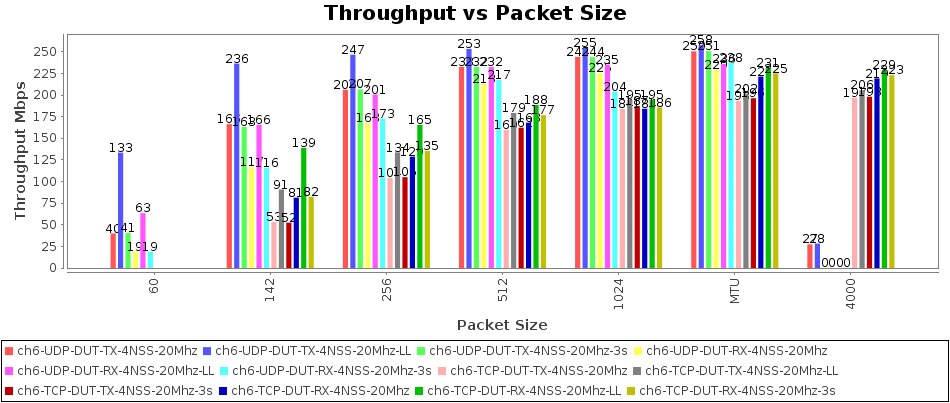 Throughput vs Packet Size
Throughput Mbps
250
225
200
175
150
125
100
75
50
25
0
40 133 41 19 19 63
236 163 166 116 53 91 52 81 139 82
247 207 201 173 134 105 165 135
253 232 217 179 188 177
255 244 235 204 195 195 186
258 251 238 231 225
27 28 0 0 0 0 206 198 229 223
60
142
256
512
1024
MTU
4000
Packet Size
ch6-UDP-DUT-TX-4NSS-20Mhz ch6-UDP-DUT-TX-4NSS-20Mhz-LL ch6-UDP-DUT-TX-4NSS-20Mhz-3s ch6-UDP-DUT-RX-4NSS-20Mhz
ch6-UDP-DUT-RX-4NSS-20Mhz-LL ch6-UDP-DUT-RX-4NSS-20Mhz-3s ch6-TCP-DUT-TX-4NSS-20Mhz ch6-TCP-DUT-TX-4NSS-20Mhz-LL
ch6-TCP-DUT-TX-4NSS-20Mhz-3s ch6-TCP-DUT-RX-4NSS-20Mhz ch6-TCP-DUT-RX-4NSS-20Mhz-LL ch6-TCP-DUT-RX-4NSS-20Mhz-3s